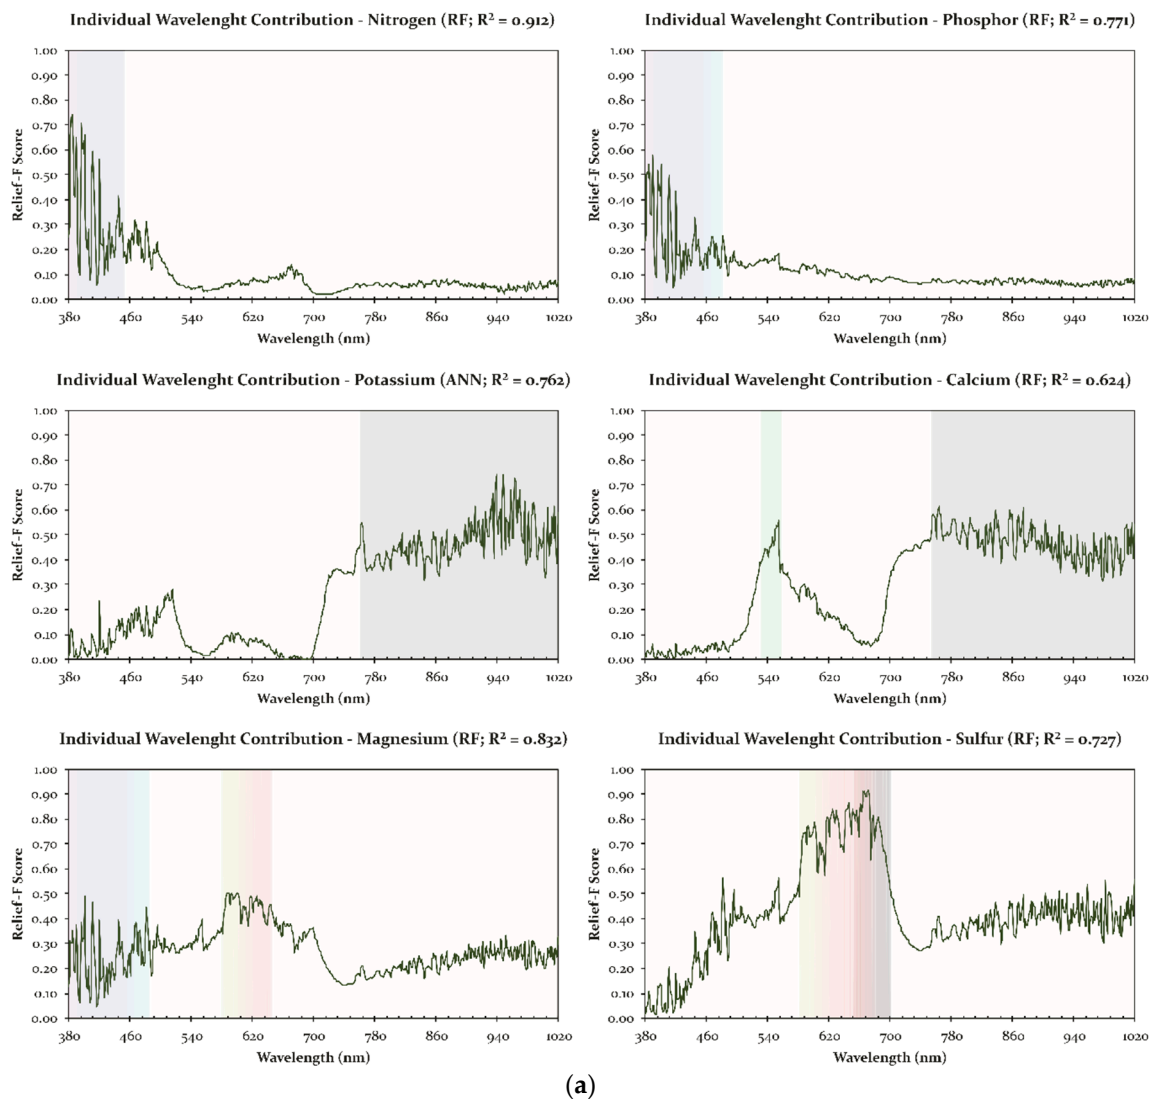 Individual Wavelenght Contribution - Nitrogen (RF; R² = 0.912)
1.00
0.90
0.80
0.70
0.60
0.50
0.40
0.30
0.20
0.10
0.00
Relief-F Score
380 460 540 620 700 780 860 940 1020
Wavelength (nm)
Individual Wavelenght Contribution - Phosphor (RF; R² = 0.771)
1.00
0.90
0.80
0.70
0.60
0.50
0.40
0.30
0.20
0.10
0.00
Relief-F Score
380 460 540 620 700 780 860 940 1020
Wavelength (nm)
Individual Wavelenght Contribution - Potassium (ANN; R² = 0.762)
1.00
0.90
0.80
0.70
0.60
0.50
0.40
0.30
0.20
0.10
0.00
Relief-F Score
380 460 540 620 700 780 860 940 1020
Wavelength (nm)
Individual Wavelenght Contribution - Calcium (RF; R² = 0.624)
1.00
0.90
0.80
0.70
0.60
0.50
0.40
0.30
0.20
0.10
0.00
Relief-F Score
380 460 540 620 700 780 860 940 1020
Wavelength (nm)
Individual Wavelenght Contribution - Magnesium (RF; R² = 0.832)
1.00
0.90
0.80
0.70
0.60
0.50
0.40
0.30
0.20
0.10
0.00
Relief-F Score
380 460 540 620 700 780 860 940 1020
Wavelength (nm)
Individual Wavelenght Contribution - Sulfur (RF; R² = 0.727)
1.00
0.90
0.80
0.70
0.60
0.50
0.40
0.30
0.20
0.10
0.00
Relief-F Score
380 460 540 620 700 780 860 940 1020
Wavelength (nm)
(a)